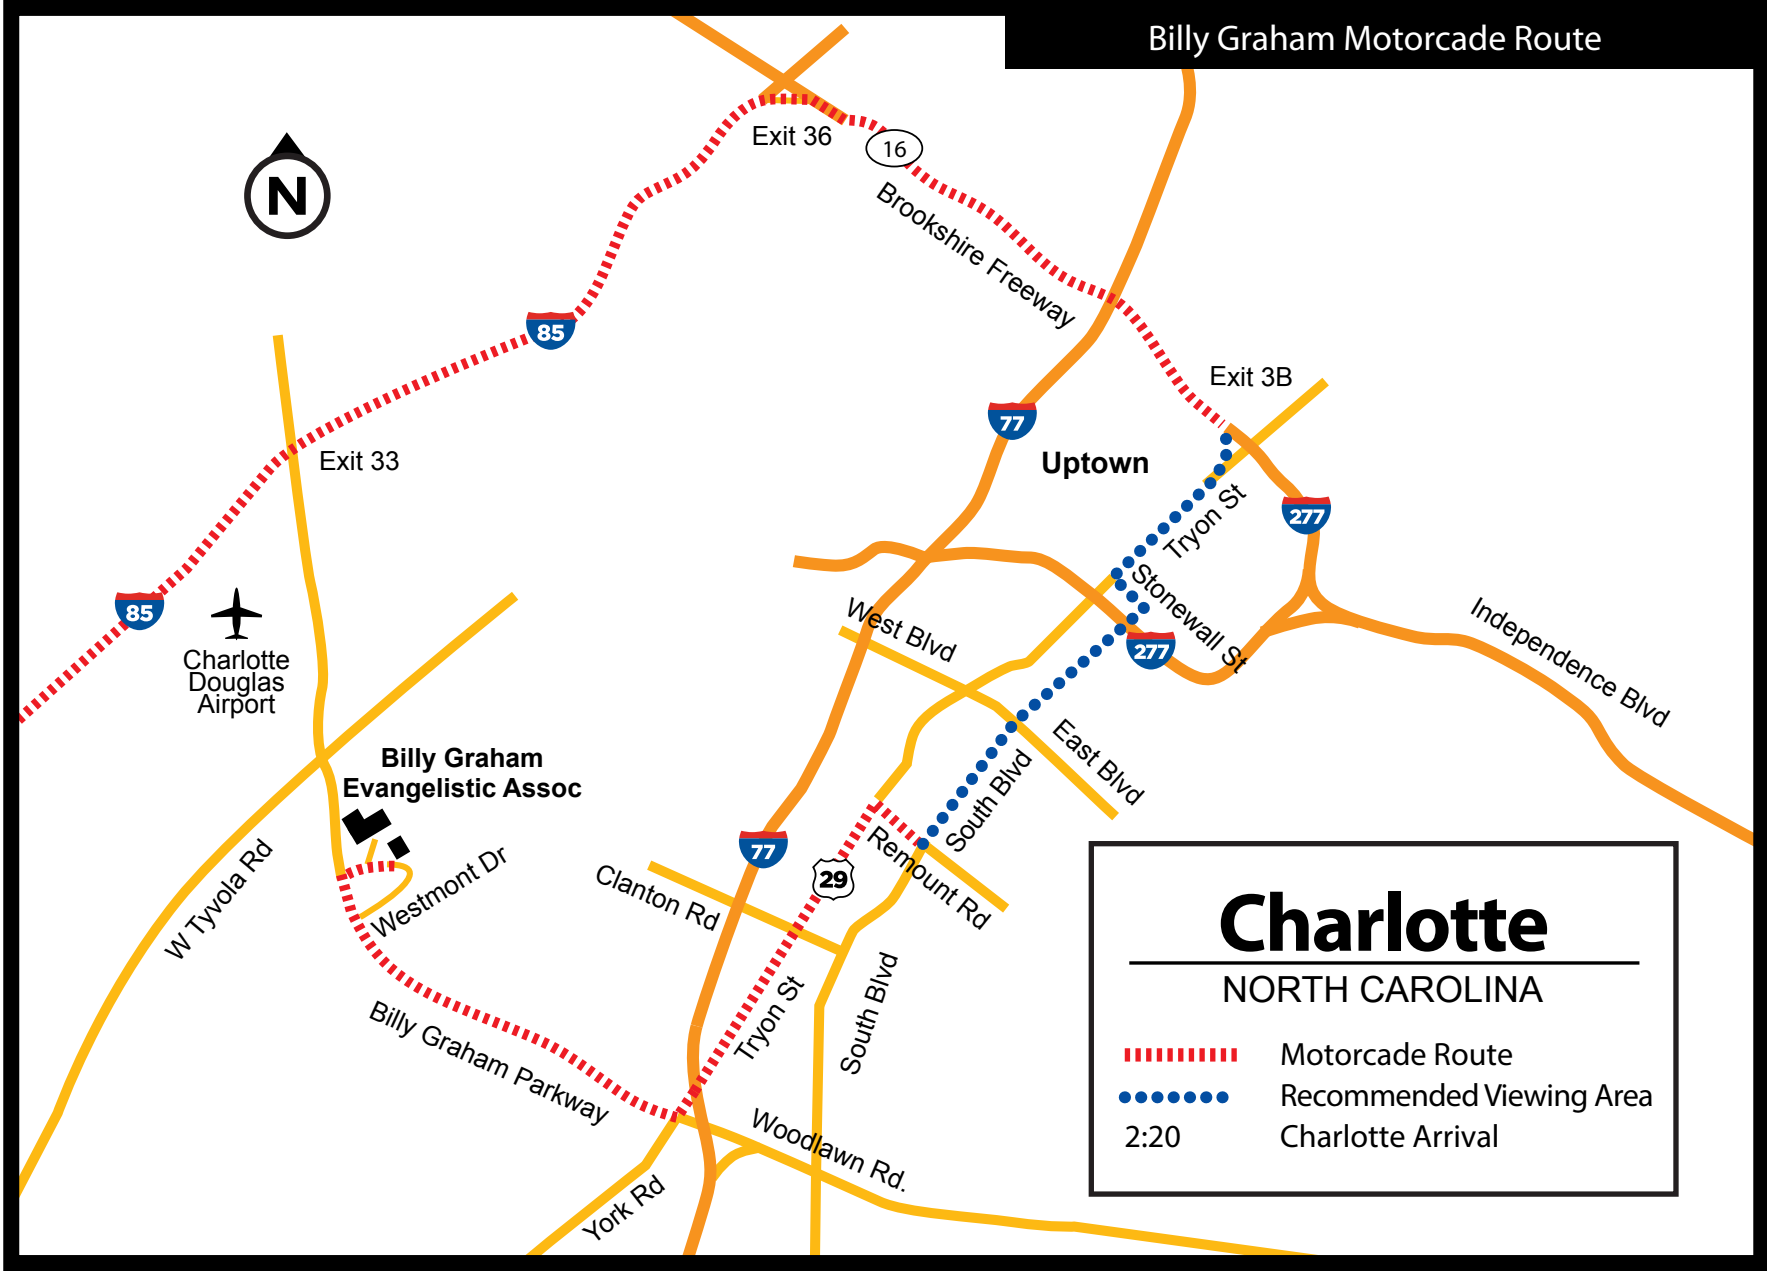 Billy Graham Motorcade Route
Exit 36
16
N
Brookshire Freeway
85
Exit 3B
77
Exit 33
Uptown
Tryon St
277
85
Stonewall St
West Blvd
Independence Blvd
277
Charlotte
Douglas
Airport
Billy Graham
Evangelistic Assoc
East Blvd
South Blvd
77
Remount Rd
29
W Tyvola Rd
Westmont Dr
Clanton Rd
Tryon St
South Blvd
Billy Graham Parkway
Woodlawn Rd.
York Rd
Charlotte
NORTH CAROLINA
Motorcade Route
Recommended Viewing Area
2:20 Charlotte Arrival